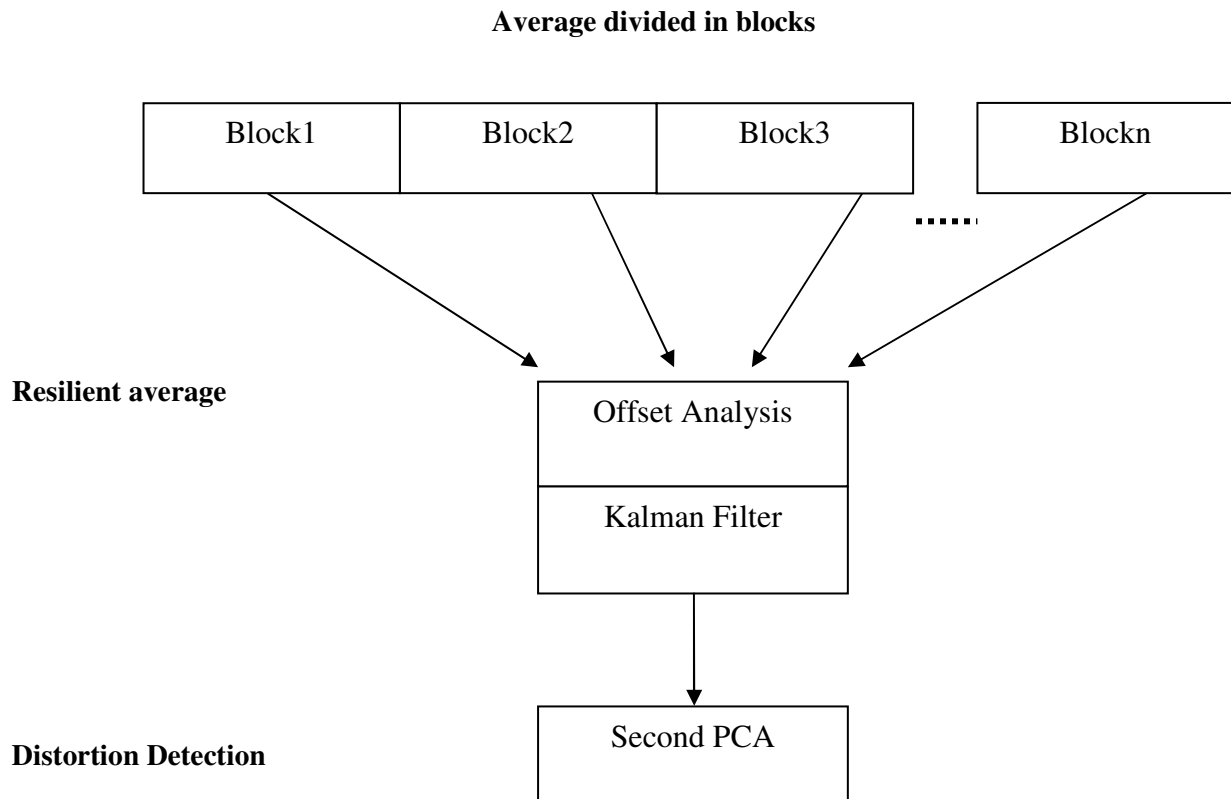 Average divided in blocks
Block1 Block2 Block3 Blockn
Resilient average
Offset Analysis
Kalman Filter
Second PCA
Distortion Detection